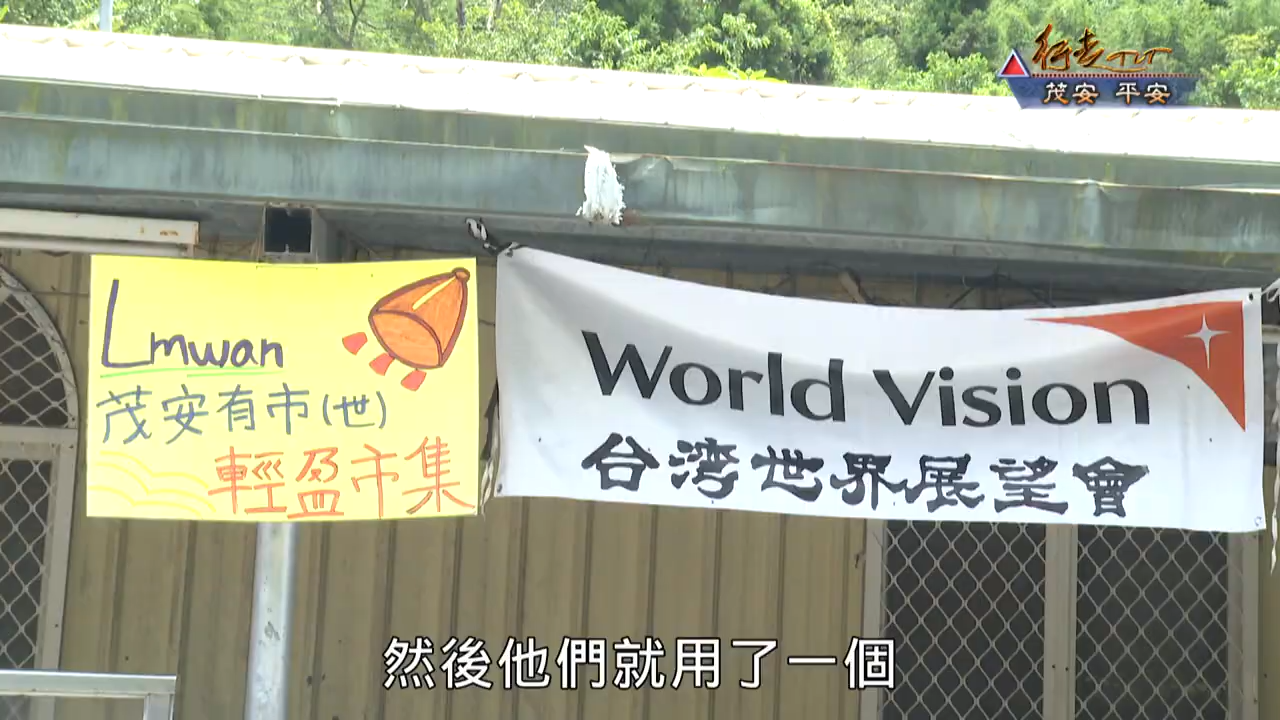 行走TIT
茂安 平安
Lmwan
茂安有市(世)
輕盈市集
World Vision
台湾世界展望會
然後他們就用了一個